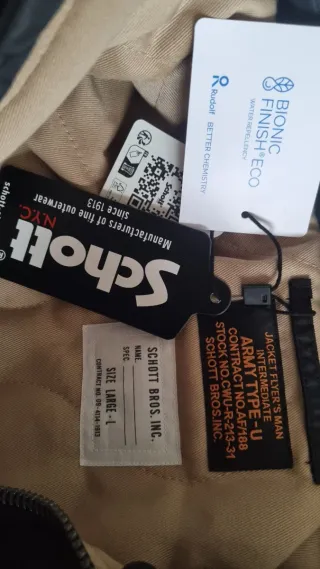 BIONIC
FINISH® ECO
WATER REPELLENCY
Rudolf
BETTER CHEMISTRY
Schott
Schott
N.Y.C.
®
Manufacturers of fine outerwear
since 1913
SCHOTT BROS. INC.
NAME.
SPEC.
SIZE LARGE - L
JACKET FLYER'S MAN
INTERMEDIATE
ARMY TYPE-U
CONTRACT NO.AF/188
STOCK NO.CWU-R-213-31
SCHOTT BROS.INC.